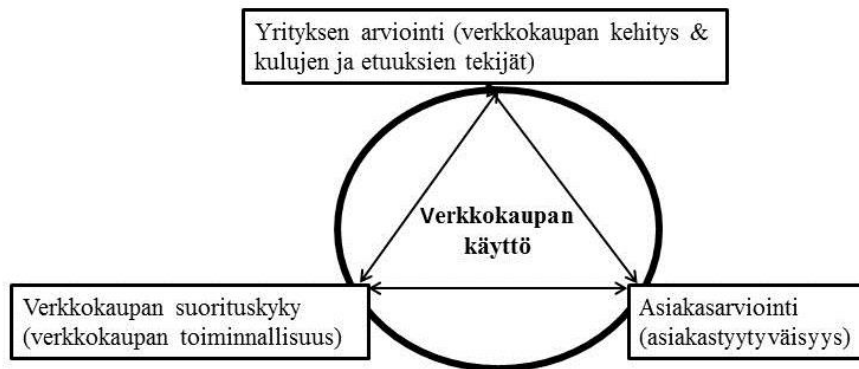 Yrityksen arviointi (verkkokaupan kehitys &
kulujen ja etuuksien tekijät)
Verkkokaupan
käyttö
Verkkokaupan suorituskyky
(verkkokaupan toiminnallisuus)
Asiakasarviointi
(asiakastyytyväisyys)